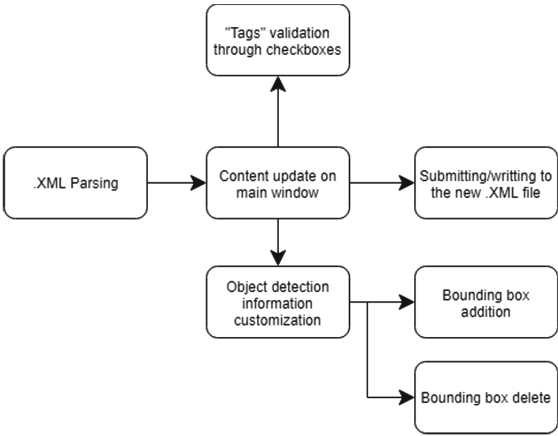 "Tags" validation
through checkboxes
.XML Parsing
Content update on
main window
Submitting/writting to
the new .XML file
Object detection
information
customization
Bounding box
addition
Bounding box delete